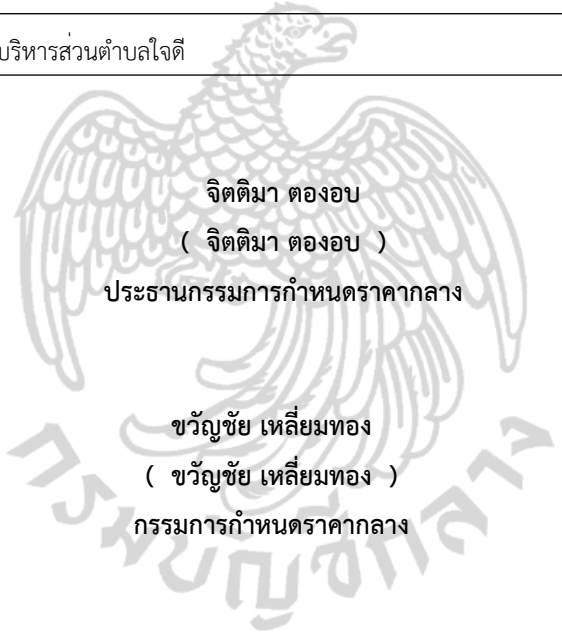 บริหารส่วนตำบลใจดี
จิตติมา ตองอบ
( จิตติมา ตองอบ )
ประธานกรรมการกำหนดราคากลาง
ขวัญชัย เหลี่ยมทอง
( ขวัญชัย เหลี่ยมทอง )
กรรมการกำหนดราคากลาง
กรมบัญชีกลาง